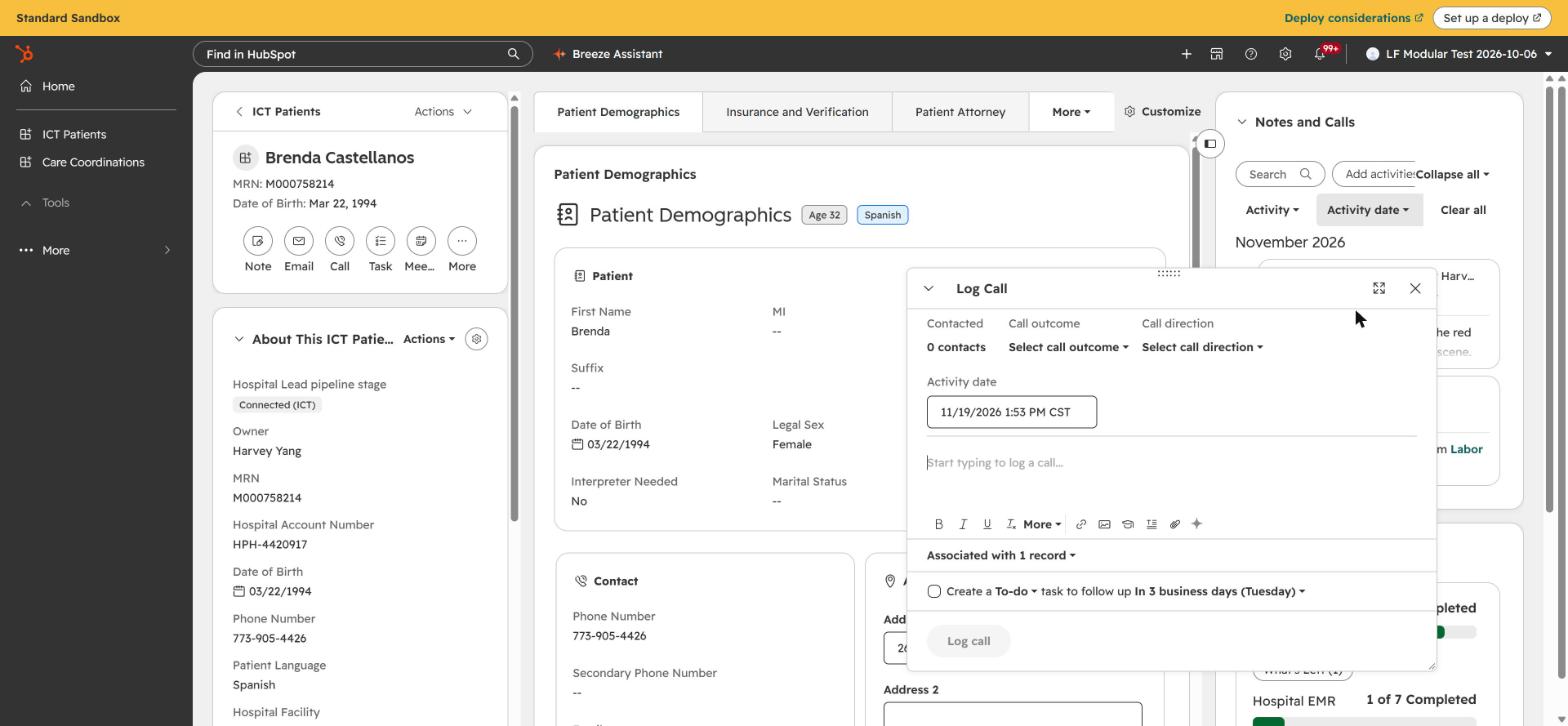 Standard Sandbox
Deploy considerations
Set up a deploy
Find in HubSpot
Breeze Assistant
99+
LF Modular Test 2026-10-06
Home
ICT Patients
Care Coordinations
Tools
More
ICT Patients
Actions
Brenda Castellanos
MRN: M000758214
Date of Birth: Mar 22, 1994
Note
Email
Call
Task
Mee...
More
About This ICT Patie...
Actions
Hospital Lead pipeline stage
Connected (ICT)
Owner
Harvey Yang
MRN
M000758214
Hospital Account Number
HPH-4420917
Date of Birth
03/22/1994
Phone Number
773-905-4426
Patient Language
Spanish
Hospital Facility
Patient Demographics
Insurance and Verification
Patient Attorney
More
Customize
Patient Demographics
Patient Demographics
Age 32
Spanish
Patient
First Name
Brenda
MI
--
Suffix
--
Date of Birth
03/22/1994
Legal Sex
Female
Interpreter Needed
No
Marital Status
--
Contact
Phone Number
773-905-4426
Secondary Phone Number
--
Add
26
Address 2
Log Call
Contacted
0 contacts
Call outcome
Select call outcome
Call direction
Select call direction
Activity date
11/19/2026 1:53 PM CST
Start typing to log a call...
B I U Tx More
Associated with 1 record
Create a To-do task to follow up In 3 business days (Tuesday)
Log call
Notes and Calls
Search
Add activities
Collapse all
Activity
Activity date
Clear all
November 2026
Harv...
he red
scene.
m Labor
pleted
What's Left (1)
Hospital EMR
1 of 7 Completed